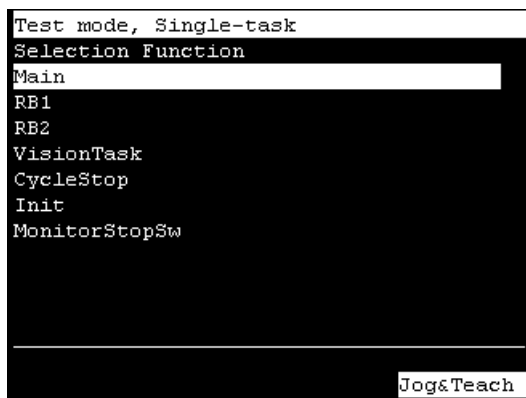 Test mode, Single-task
Selection Function
Main
RB1
RB2
VisionTask
CycleStop
Init
MonitorStopSw
Jog&Teach